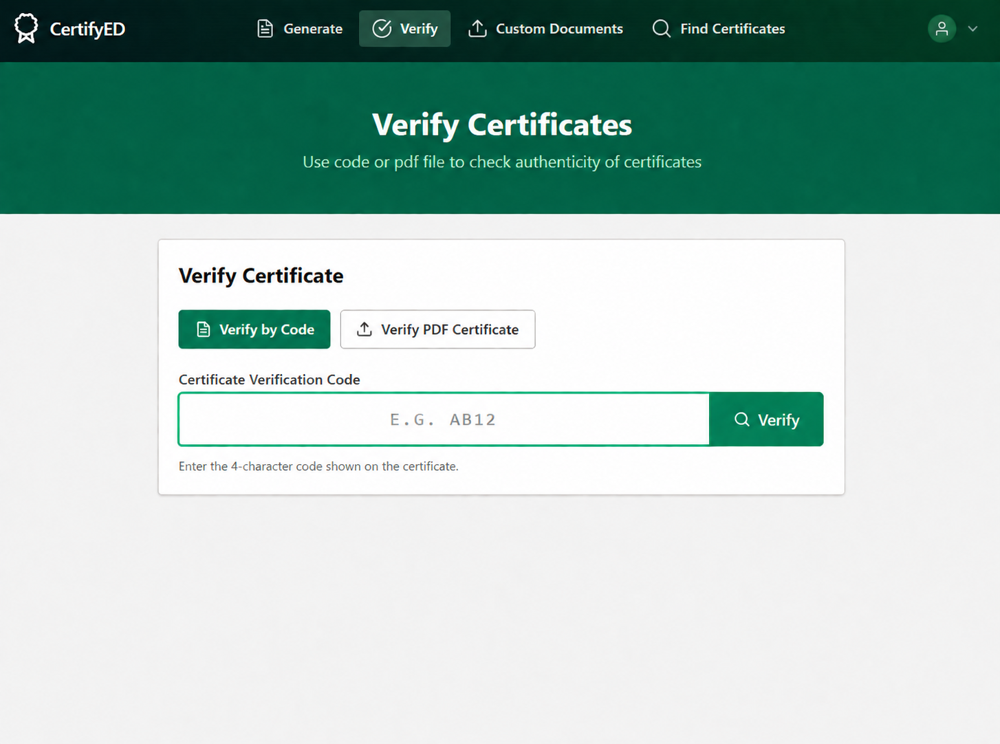 CertifyED
Generate
Verify
Custom Documents
Find Certificates
Verify Certificates
Use code or pdf file to check authenticity of certificates
Verify Certificate
Verify by Code
Verify PDF Certificate
Certificate Verification Code
E.G. AB12
Verify
Enter the 4-character code shown on the certificate.